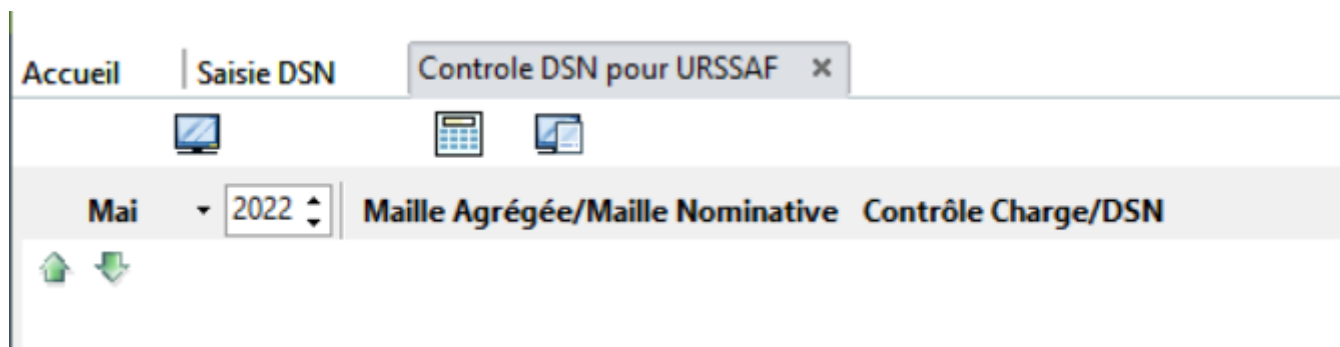 Accueil Saisie DSN Controle DSN pour URSSAF
Mai 2022 Maille Agrégée/Maille Nominative Contrôle Charge/DSN